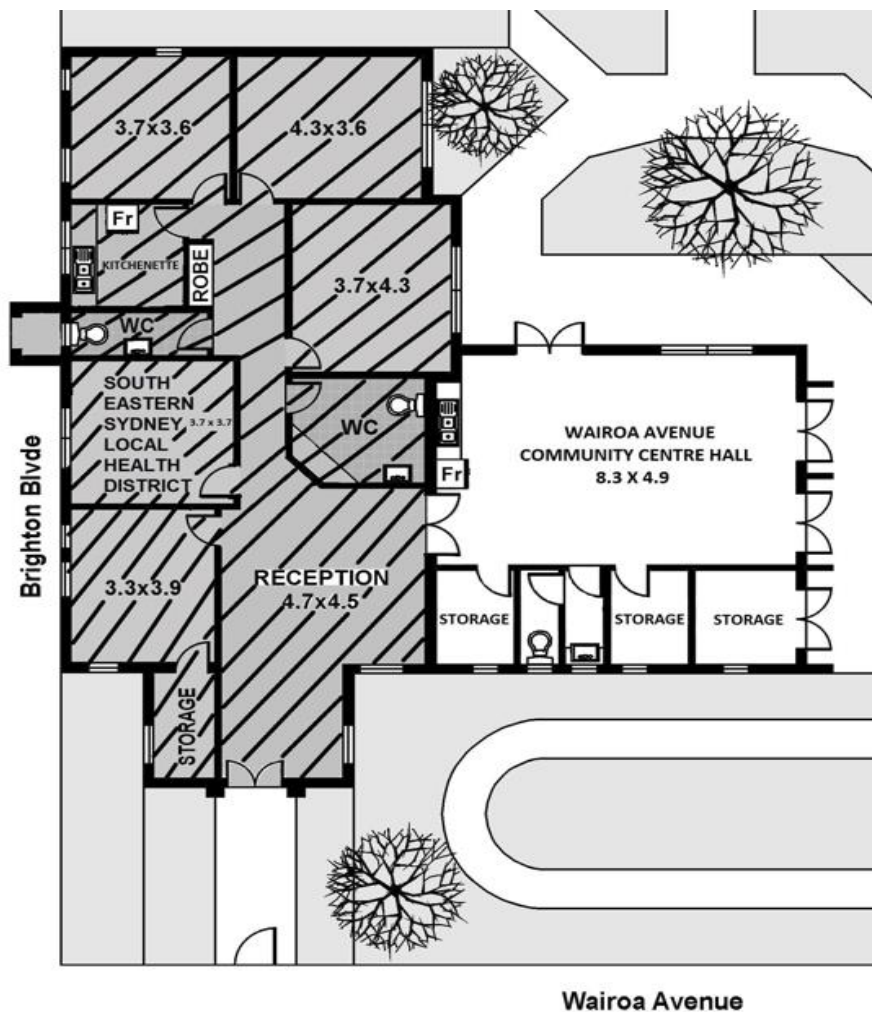 3.7x3.6
4.3x3.6
Fr
KITCHENETTE
ROBE
3.7x4.3
WC
SOUTH
EASTERN
SYDNEY
LOCAL
HEALTH
DISTRICT
3.7 x 3.7
WC
WAIROA AVENUE
COMMUNITY CENTRE HALL
8.3 X 4.9
Fr
Brighton Blvde
3.3x3.9
RECEPTION
4.7x4.5
STORAGE
STORAGE
STORAGE
STORAGE
Wairoa Avenue